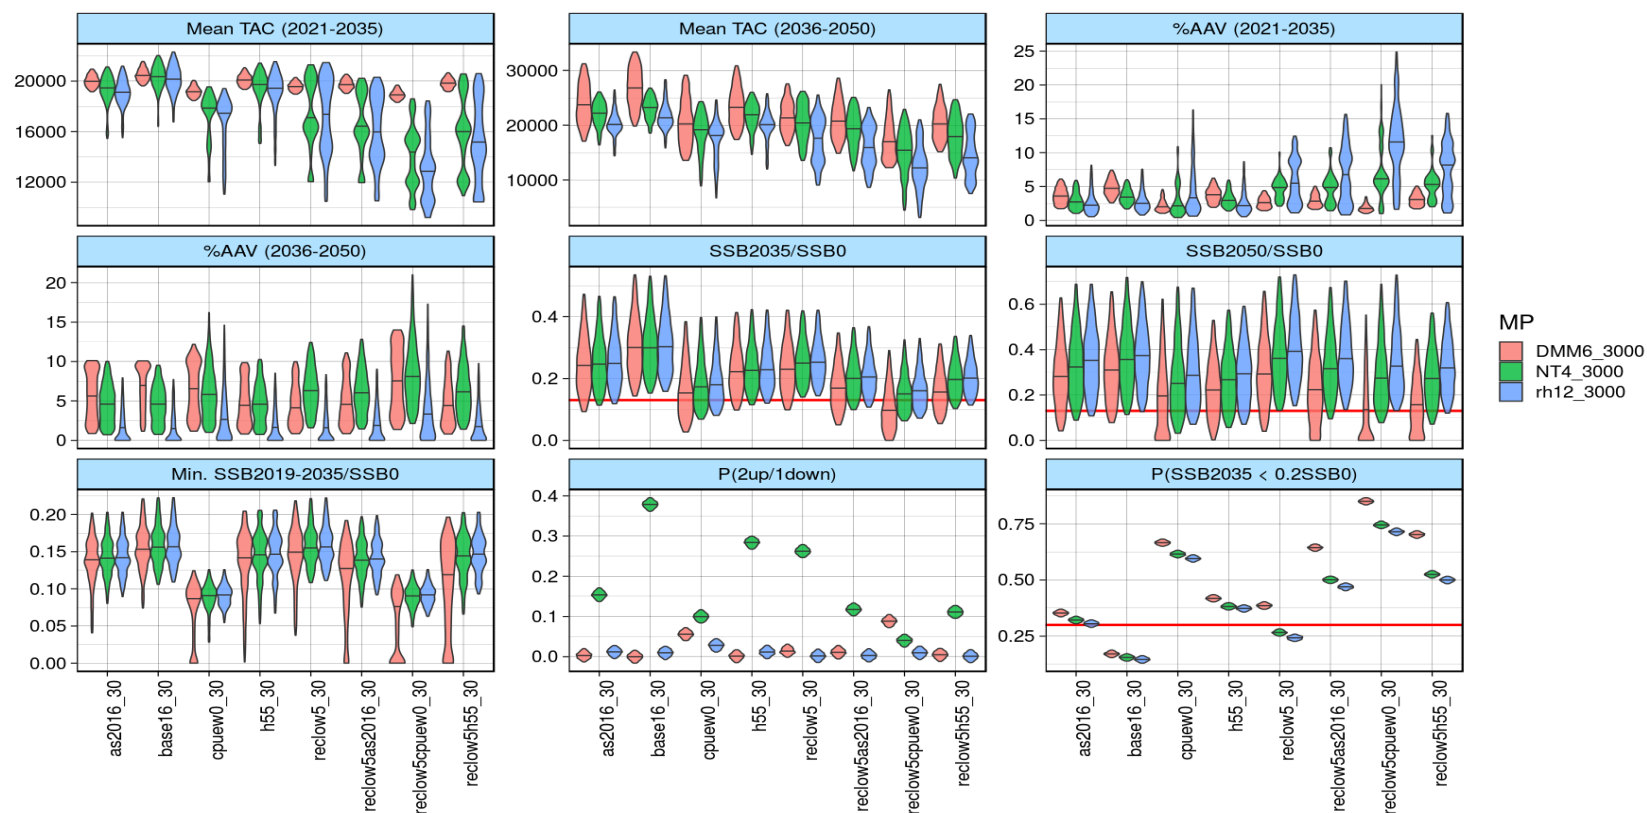 Mean TAC (2021-2035)
Mean TAC (2036-2050)
%AAV (2021-2035)
20000
16000
12000
30000
20000
10000
25
20
15
10
5
0
%AAV (2036-2050)
SSB2035/SSB0
SSB2050/SSB0
20
15
10
5
0
0.4
0.2
0.0
0.6
0.4
0.2
0.0
MP
DMM6_3000
NT4_3000
rh12_3000
Min. SSB2019-2035/SSB0
P(2up/1down)
P(SSB2035 < 0.2SSB0)
0.20
0.15
0.10
0.05
0.00
0.4
0.3
0.2
0.1
0.0
0.75
0.50
0.25
as2016_30
base16_30
cpuew0_30
h55_30
reclow5_30
reclow5as2016_30
reclow5cpuew0_30
reclow5h55_30
as2016_30
base16_30
cpuew0_30
h55_30
reclow5_30
reclow5as2016_30
reclow5cpuew0_30
reclow5h55_30
as2016_30
base16_30
cpuew0_30
h55_30
reclow5_30
reclow5as2016_30
reclow5cpuew0_30
reclow5h55_30